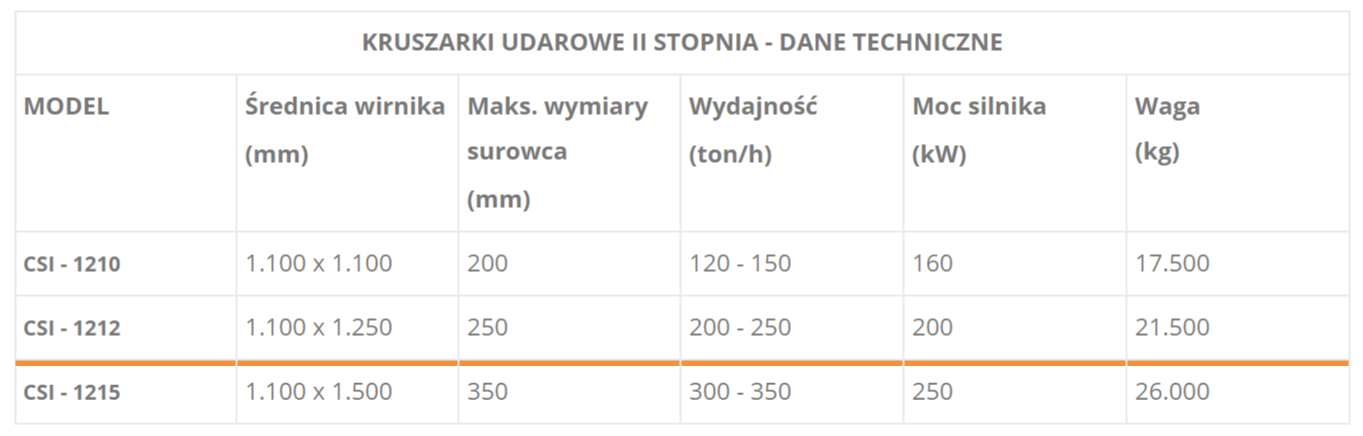 KRUSZARKI UDAROWE II STOPNIA - DANE TECHNICZNE
MODEL Średnica wirnika Maks. wymiary Wydajność Moc silnika Waga
(mm) surowca (ton/h) (kW) (kg)
(mm)
CSI - 1210 1.100 x 1.100 200 120 - 150 160 17.500
CSI - 1212 1.100 x 1.250 250 200 - 250 200 21.500
CSI - 1215 1.100 x 1.500 350 300 - 350 250 26.000